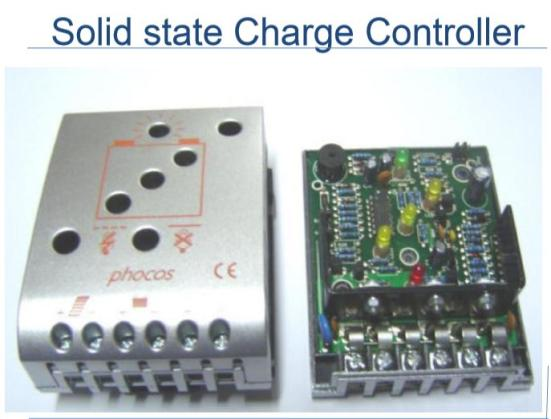 Solid state Charge Controller
phocos CE